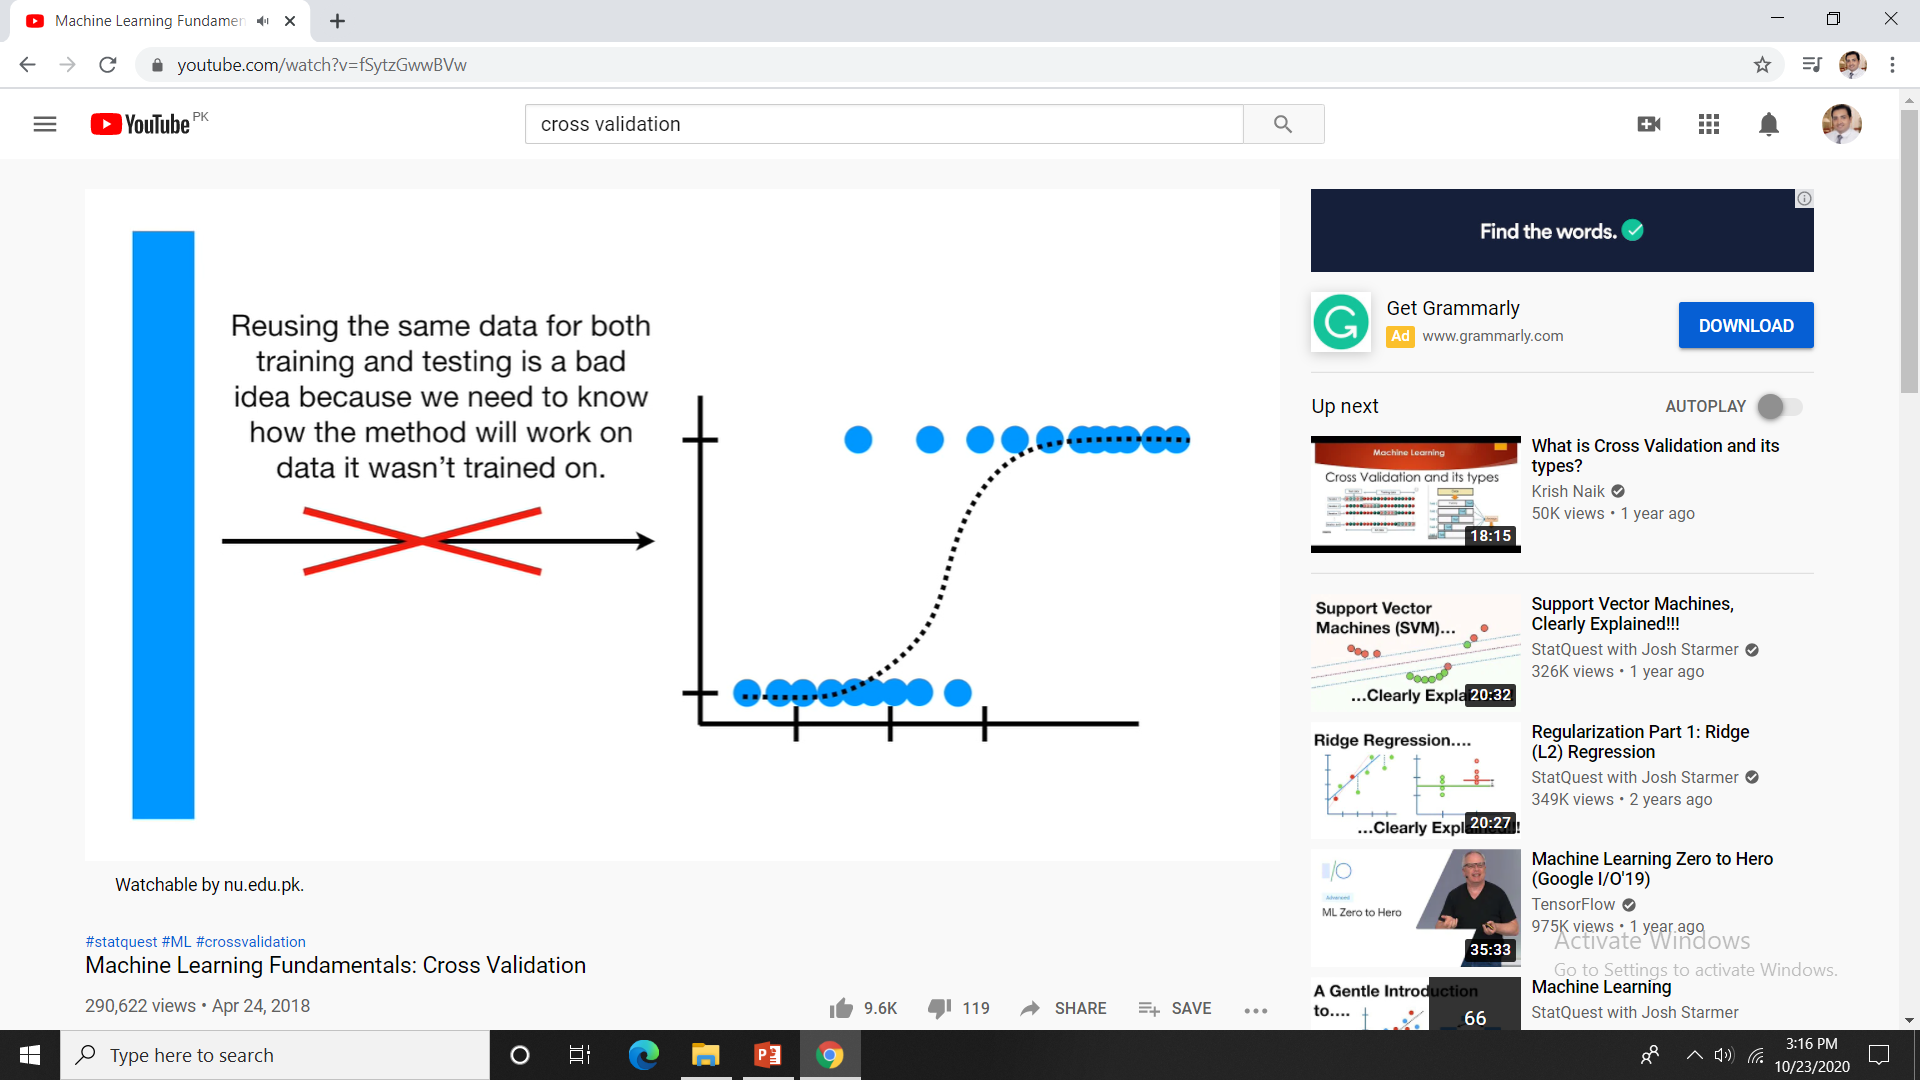 Machine Learning Fundamen
youtube.com/watch?v=fSytzGwwBVw
YouTube PK
cross validation
Reusing the same data for both
training and testing is a bad
idea because we need to know
how the method will work on
data it wasn't trained on.
Watchable by nu.edu.pk.
#statquest #ML #crossvalidation
Machine Learning Fundamentals: Cross Validation
290,622 views • Apr 24, 2018
9.6K
119
SHARE
SAVE
Find the words.
Get Grammarly
Ad www.grammarly.com
DOWNLOAD
Up next
AUTOPLAY
Machine Learning
Cross Validation and its types
18:15
What is Cross Validation and its
types?
Krish Naik
50K views • 1 year ago
Support Vector
Machines (SVM)...
...Clearly Expla
20:32
Support Vector Machines,
Clearly Explained!!!
StatQuest with Josh Starmer
326K views • 1 year ago
Ridge Regression....
...Clearly Expl
20:27
Regularization Part 1: Ridge
(L2) Regression
StatQuest with Josh Starmer
349K views • 2 years ago
I/O
Advanced
ML Zero to Hero
35:33
Machine Learning Zero to Hero
(Google I/O'19)
TensorFlow
975K views • 1 year ago
Activate Windows
Go to Settings to activate Windows.
A Gentle Introduction
to....
66
Machine Learning
StatQuest with Josh Starmer
Type here to search
3:16 PM
10/23/2020